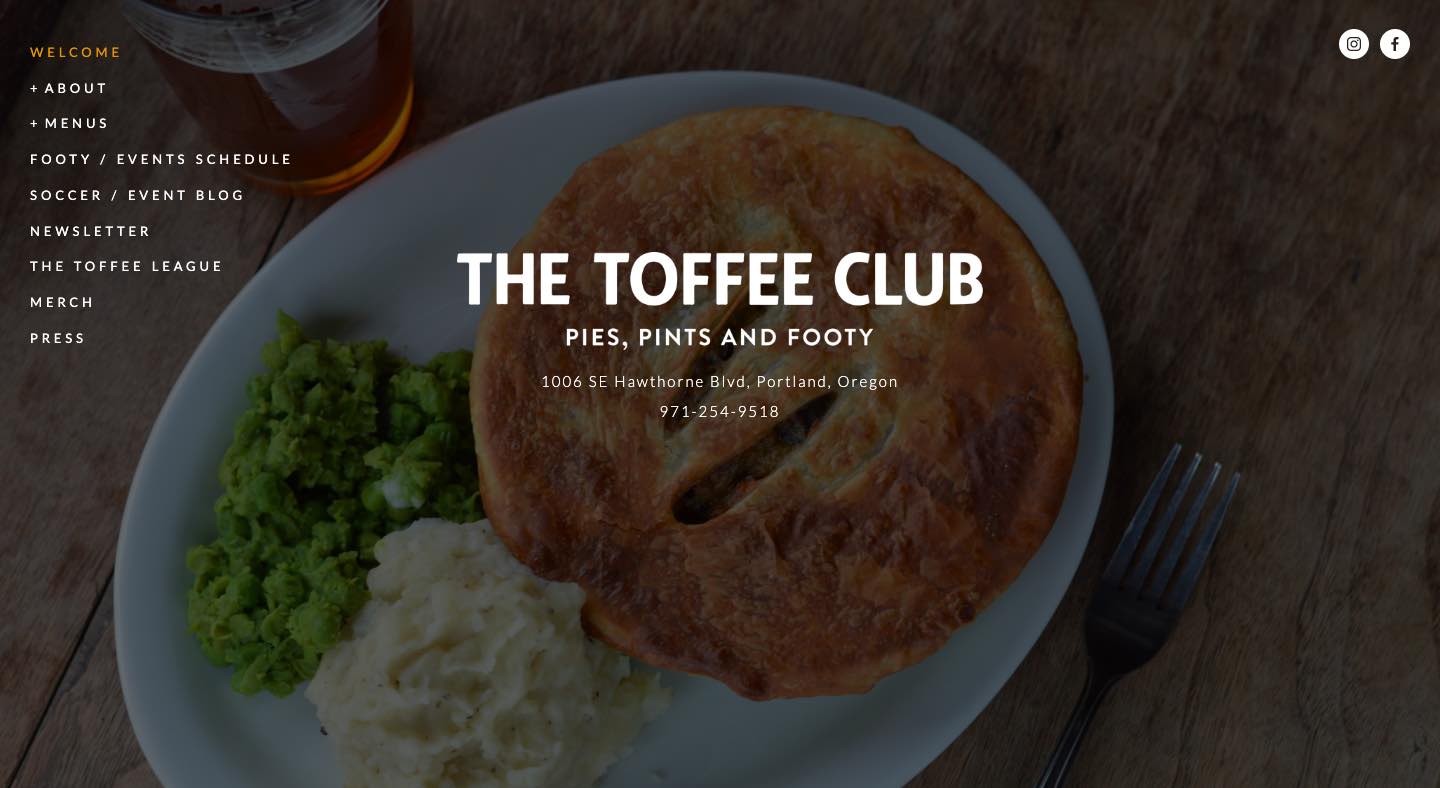 WELCOME
+ ABOUT
+ MENUS
FOOTY / EVENTS SCHEDULE
SOCCER / EVENT BLOG
NEWSLETTER
THE TOFFEE LEAGUE
MERCH
PRESS
THE TOFFEE CLUB
PIES, PINTS AND FOOTY
1006 SE Hawthorne Blvd, Portland, Oregon
971-254-9518